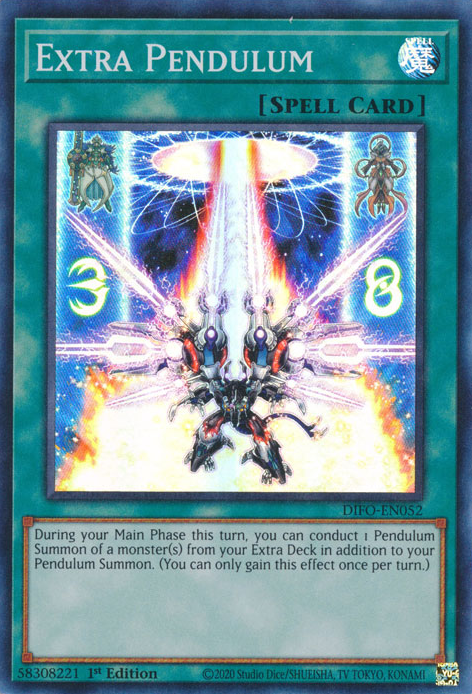 EXTRA PENDULUM
SPELL
魔
[SPELL CARD]
3 8
DIFO-EN052
During your Main Phase this turn, you can conduct 1 Pendulum
Summon of a monster(s) from your Extra Deck in addition to your
Pendulum Summon. (You can only gain this effect once per turn.)
58308221 1st Edition ©2020 Studio Dice/SHUEISHA, TV TOKYO, KONAMI